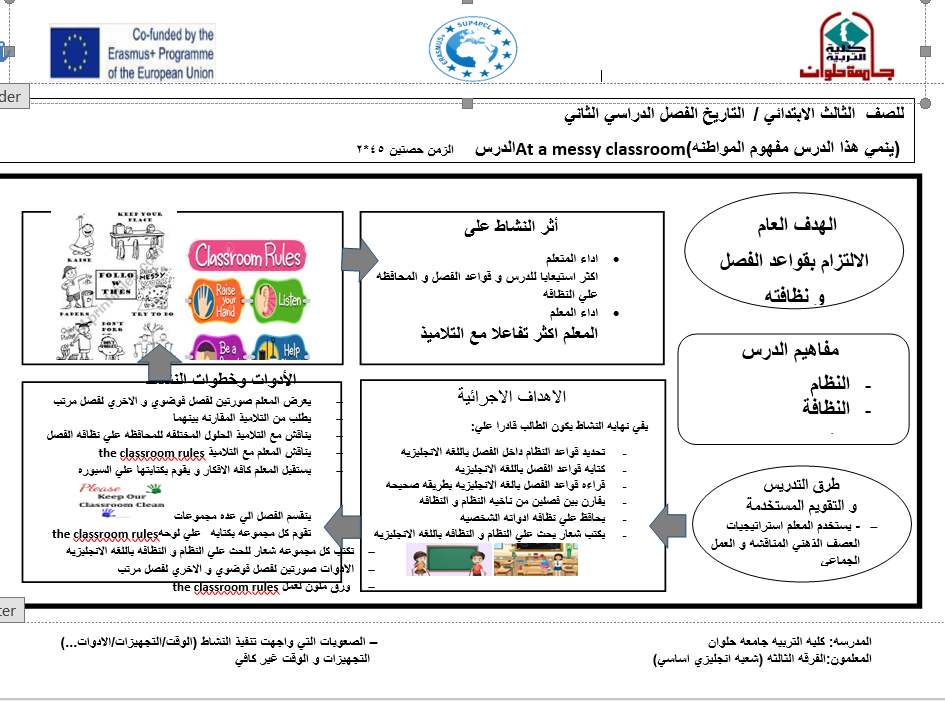 Co-funded by the
Erasmus+ Programme
of the European Union
ERASMUS+ SUP4PCL
كلية التربية
جامعة حلوان
der
للصف الثالث الابتدائي / التاريخ الفصل الدراسي الثاني
(ينمي هذا الدرس مفهوم المواطنه)At a messy classroomالدرس الزمن حصتين ٤٥*٢
الهدف العام
الالتزام بقواعد الفصل
و نظافته
أثر النشاط على
اداء المتعلم
اكثر استيعابا للدرس و قواعد الفصل و المحافظه
علي النظافه
اداء المعلم
المعلم اكثر تفاعلا مع التلاميذ
KEEP YOUR
PLACE
RAISE
FOLLO
W
THES
MESSY
PAPERS
TRY TO DO
DON'T
FORG
Classroom Rules
Raise
your
Hand
Listen
Be a
Help
مفاهيم الدرس
- النظام
- النظافة
-
الاهداف الاجرائية
يفي نهايه النشاط يكون الطالب قادرا علي:
- تحديد قواعد النظام داخل الفصل باللغه الانجليزيه
- كتابه قواعد الفصل باللغه الانجليزيه
- قراءه قواعد الفصل باللغه الانجليزيه بطريقه صحيحه
- يقارن بين فصلين من ناحيه النظام و النظافه
- يحافظ علي نظافه ادواته الشخصيه
- يكتب شعار يحث علي النظام و النظافه باللغه الانجليزيه
الأدوات وخطوات النشاط
– يعرض المعلم صورتين لفصل فوضوي و الاخري لفصل مرتب
– يطلب من التلاميذ المقارنه بينهما
– يناقش مع التلاميذ الحلول المختلفه للمحافظه علي نظافه الفصل
– يناقش المعلم مع التلاميذ the classroom rules
– يستقبل المعلم كافه الافكار و يقوم بكتابتها علي السبوره
Please
Keep Our
Classroom Clean
ينقسم الفصل الي عده مجموعات
تقوم كل مجموعه بكتابه علي لوحه the classroom rules
– تكتب كل مجموعه شعار للحث علي النظام و النظافه باللغه الانجليزيه
– الأدوات صورتين لفصل فوضوي و الاخري لفصل مرتب
– ورق ملون لعمل the classroom rules
طرق التدريس
و التقويم المستخدمة
– - يستخدم المعلم استراتيجيات
العصف الذهني المناقشه و العمل
الجماعي
ter
المدرسه: كليه التربيه جامعه حلوان
المعلمون:الفرقه الثالثه (شعبه انجليزي اساسي)
– الصعوبات التي واجهت تنفيذ النشاط (الوقت/التجهيزات/الادوات...)
التجهيزات و الوقت غير كافي